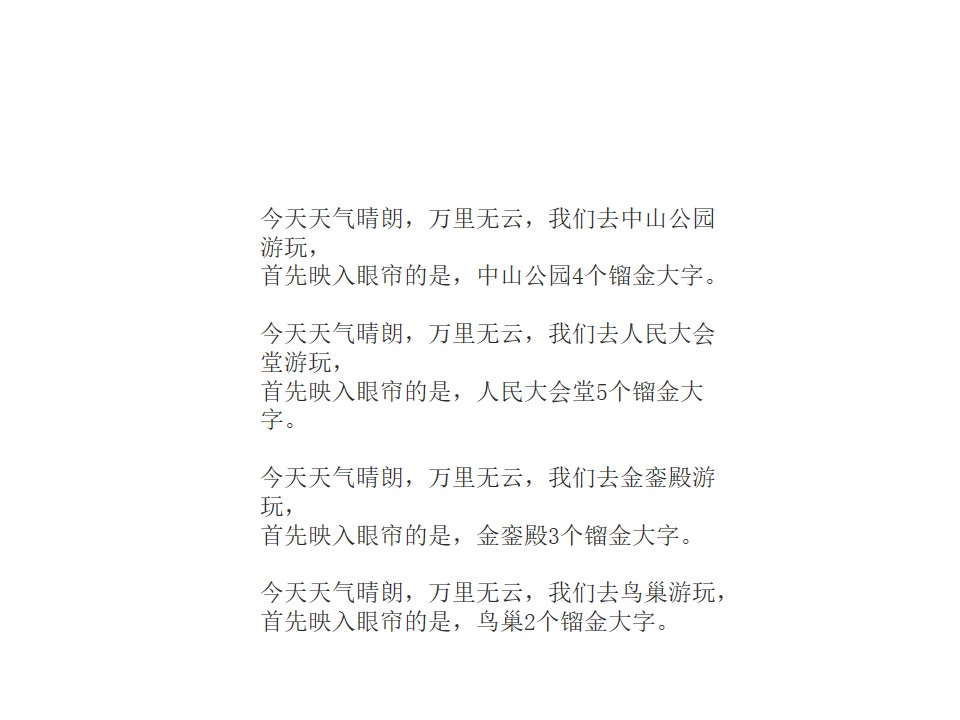 今天天气晴朗，万里无云，我们去中山公园
游玩，
首先映入眼帘的是，中山公园4个镏金大字。
今天天气晴朗，万里无云，我们去人民大会
堂游玩，
首先映入眼帘的是，人民大会堂5个镏金大
字。
今天天气晴朗，万里无云，我们去金銮殿游
玩，
首先映入眼帘的是，金銮殿3个镏金大字。
今天天气晴朗，万里无云，我们去鸟巢游玩，
首先映入眼帘的是，鸟巢2个镏金大字。